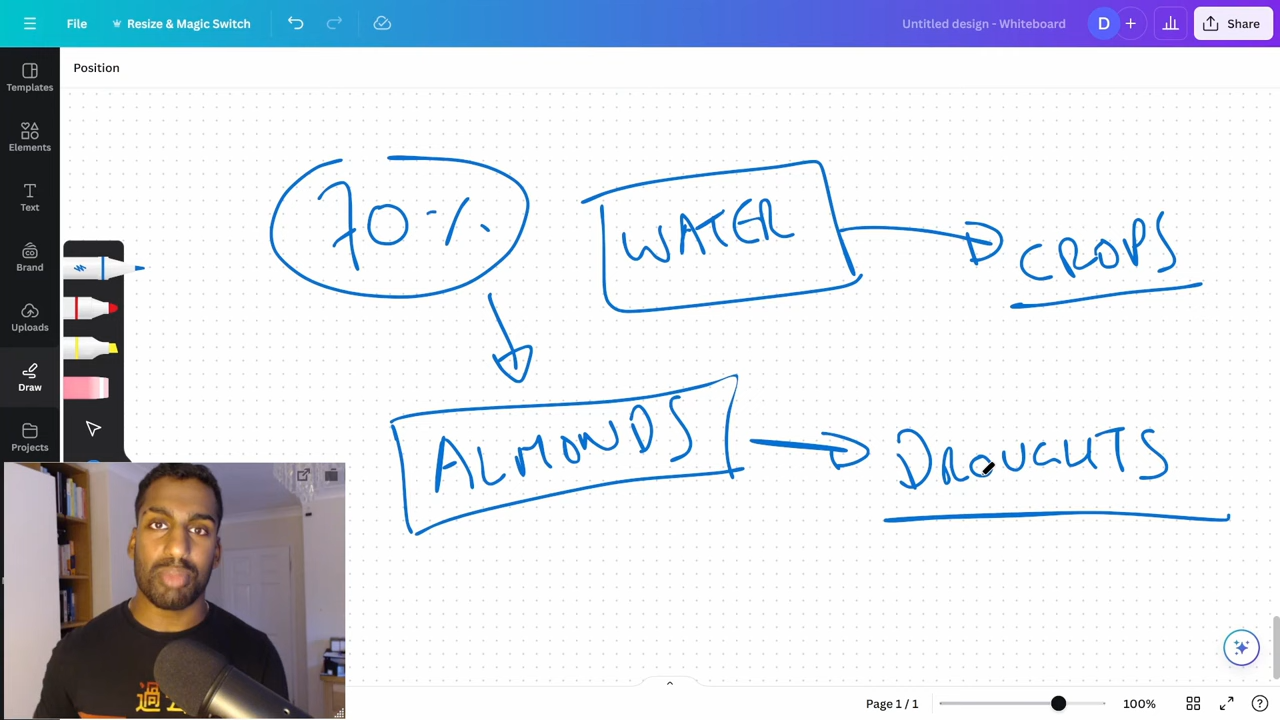 File
Resize & Magic Switch
Untitled design - Whiteboard
D
Share
Position
Templates
Elements
Text
Brand
Uploads
Draw
Projects
70%
WATER
CROPS
ALMONDS
DROUGHTS
過
Page 1 / 1
100%